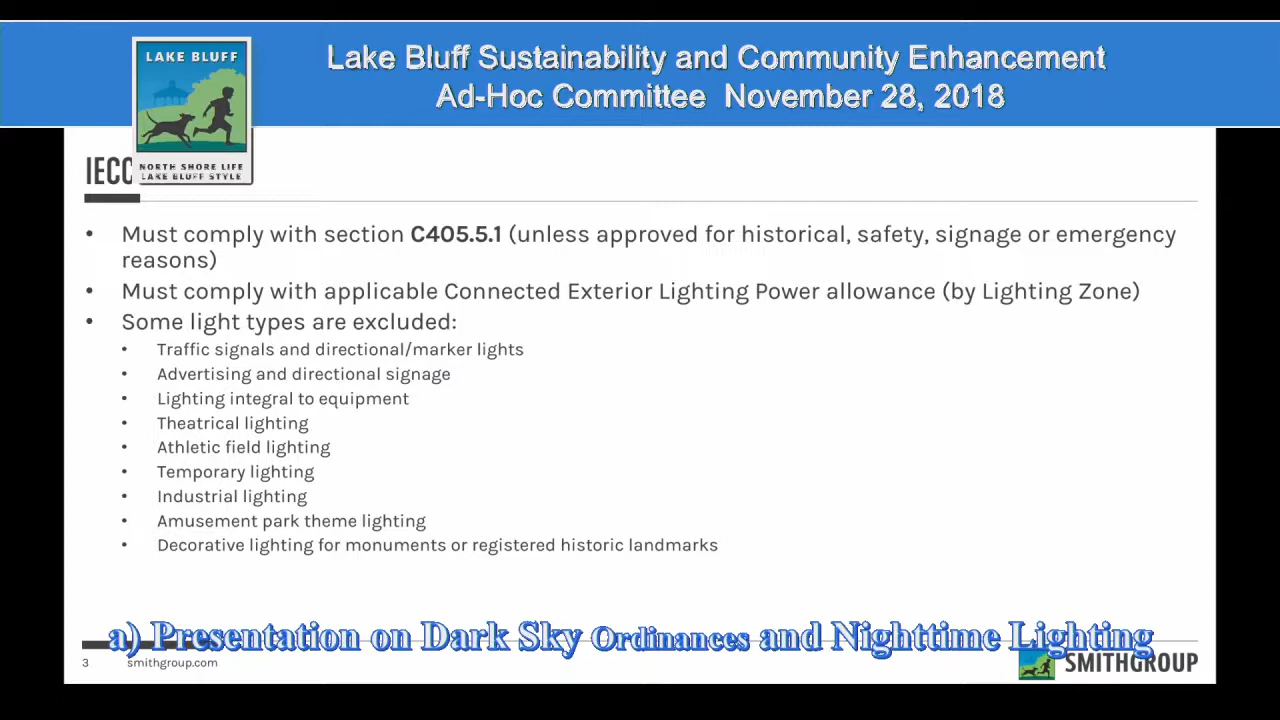 Lake Bluff Sustainability and Community Enhancement
Ad-Hoc Committee November 28, 2018
LAKE BLUFF
NORTH SHORE LIFE
LAKE BLUFF STYLE
IECC
• Must comply with section C405.5.1 (unless approved for historical, safety, signage or emergency
reasons)
• Must comply with applicable Connected Exterior Lighting Power allowance (by Lighting Zone)
• Some light types are excluded:
• Traffic signals and directional/marker lights
• Advertising and directional signage
• Lighting integral to equipment
• Theatrical lighting
• Athletic field lighting
• Temporary lighting
• Industrial lighting
• Amusement park theme lighting
• Decorative lighting for monuments or registered historic landmarks
a) Presentation on Dark Sky Ordinances and Nighttime Lighting
3 smithgroup.com
SMITHGROUP